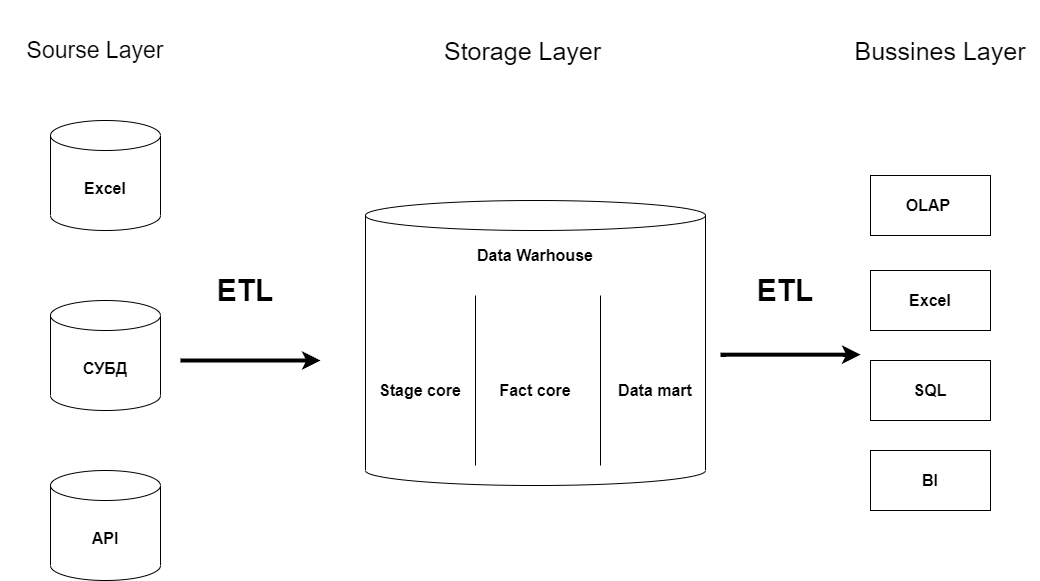 Sourse Layer
Storage Layer
Bussines Layer
Excel
СУБД
API
ETL
Data Warhouse
Stage core
Fact core
Data mart
ETL
OLAP
Excel
SQL
BI